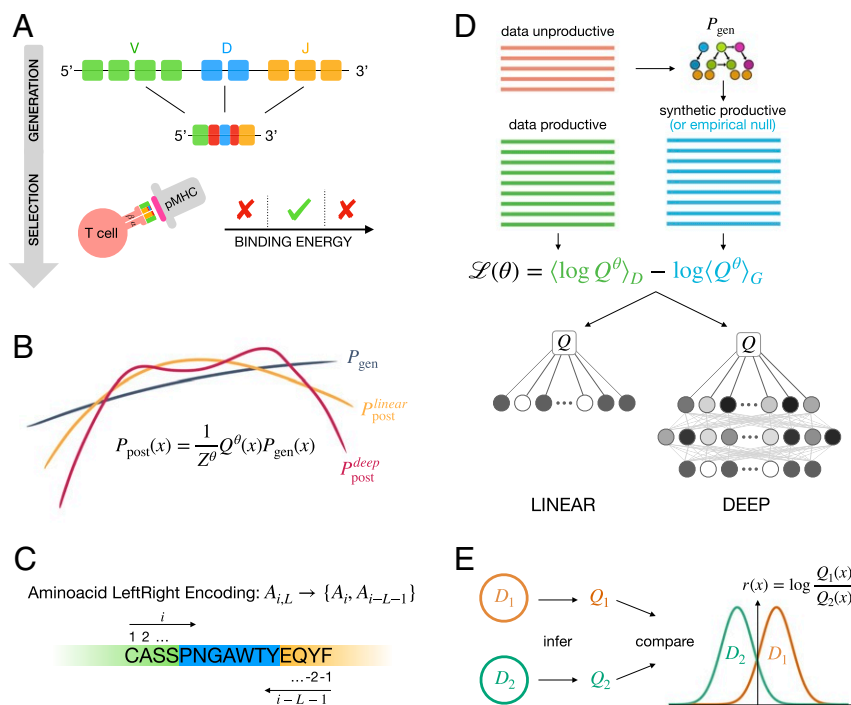 A
V D J
5’ 3’
5’ 3’
GENERATION
SELECTION
pMHC
T cell
β α
BINDING ENERGY
B
P_gen
P_post^linear
P_post^deep
P_post(x) = 1/Z^θ Q^θ(x)P_gen(x)
C
Aminoacid LeftRight Encoding: A_{i,L} → {A_i, A_{i−L−1}}
i
1 2 ...
CASSPNGAWTYEQYF
...-2-1
i − L − 1
D
data unproductive
P_gen
data productive
synthetic productive
(or empirical null)
ℒ(θ) = ⟨log Q^θ⟩_D − log⟨Q^θ⟩_G
Q Q
LINEAR DEEP
E
D_1 Q_1
infer compare
D_2 Q_2
r(x) = log Q_1(x)/Q_2(x)
D_2 D_1